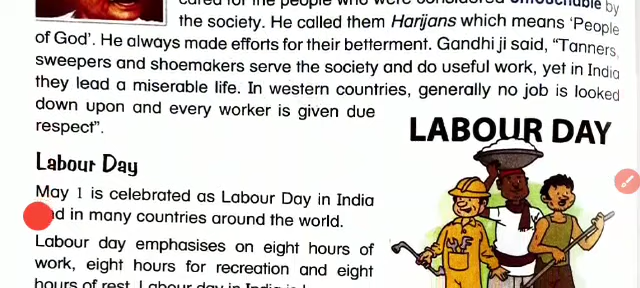 cared for the people who were considered untouchable by
the society. He called them Harijans which means 'People
of God'. He always made efforts for their betterment. Gandhi ji said, "Tanners,
sweepers and shoemakers serve the society and do useful work, yet in India
they lead a miserable life. In western countries, generally no job is looked
down upon and every worker is given due
respect".
LABOUR DAY
Labour Day
May 1 is celebrated as Labour Day in India
in many countries around the world.
Labour day emphasises on eight hours of
work, eight hours for recreation and eight
hours of rest. Labour day in India is